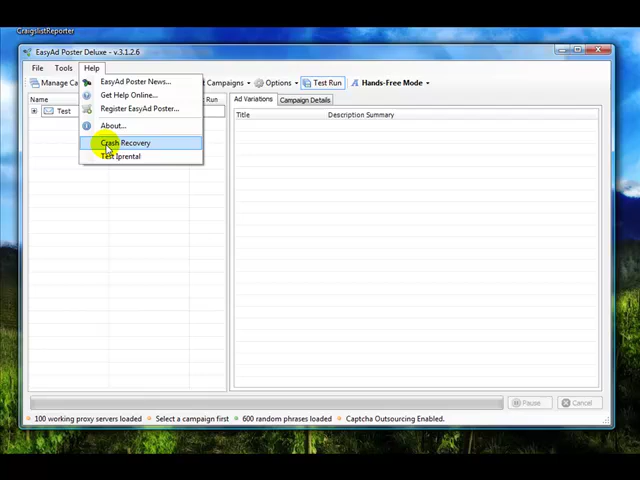 CraigslistReporter
EasyAd Poster Deluxe - v.3.1.2.6
File Tools Help
Manage Ca Campaigns Options Test Run Hands-Free Mode
EasyAd Poster News...
Get Help Online...
Register EasyAd Poster...
About...
Crash Recovery
Test Iprental
Name Run
Test
Ad Variations Campaign Details
Title Description Summary
Pause Cancel
100 working proxy servers loaded Select a campaign first 600 random phrases loaded Captcha Outsourcing Enabled.